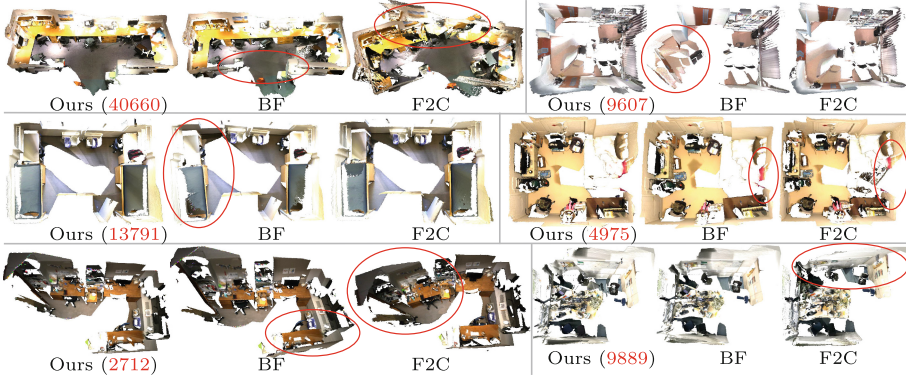 Ours (40660) BF F2C
Ours (9607) BF F2C
Ours (13791) BF F2C
Ours (4975) BF F2C
Ours (2712) BF F2C
Ours (9889) BF F2C